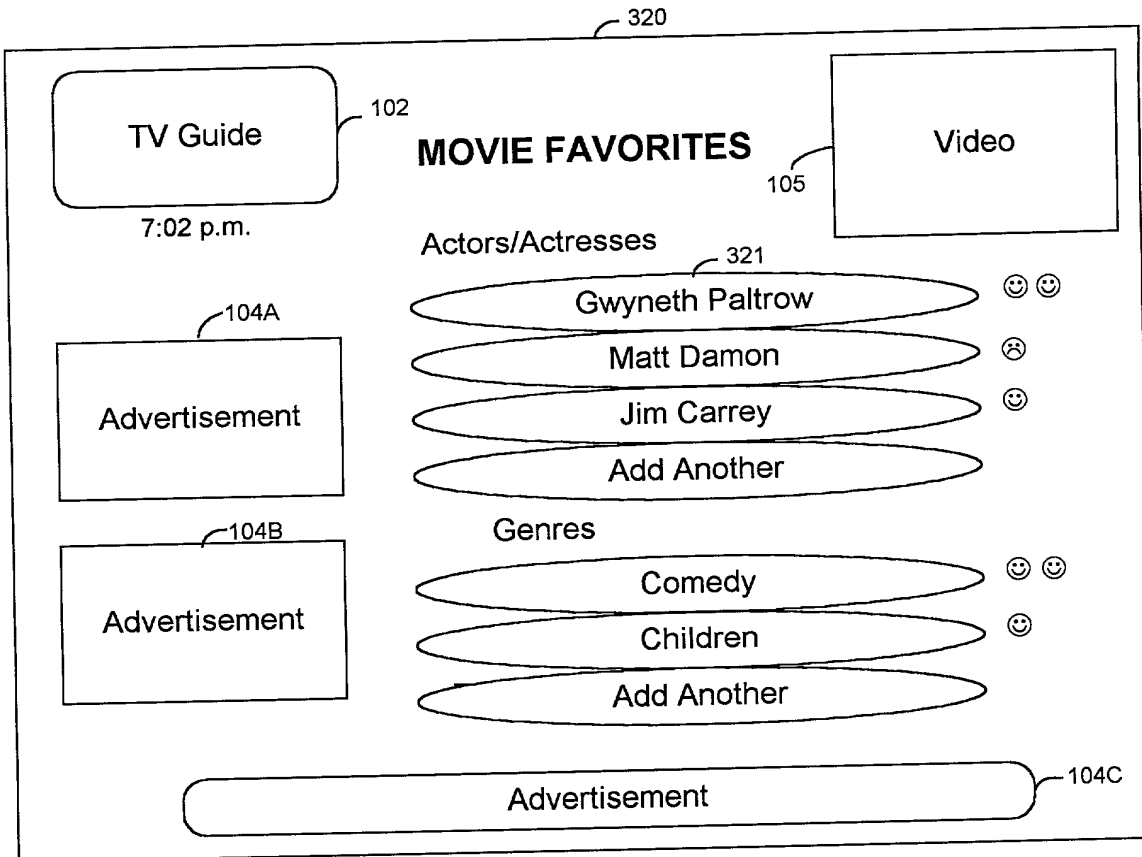 320
TV Guide
102
MOVIE FAVORITES
Video
105
7:02 p.m.
Actors/Actresses
321
Gwyneth Paltrow
Matt Damon
Jim Carrey
Add Another
104A
Advertisement
Genres
104B
Advertisement
Comedy
Children
Add Another
Advertisement
104C